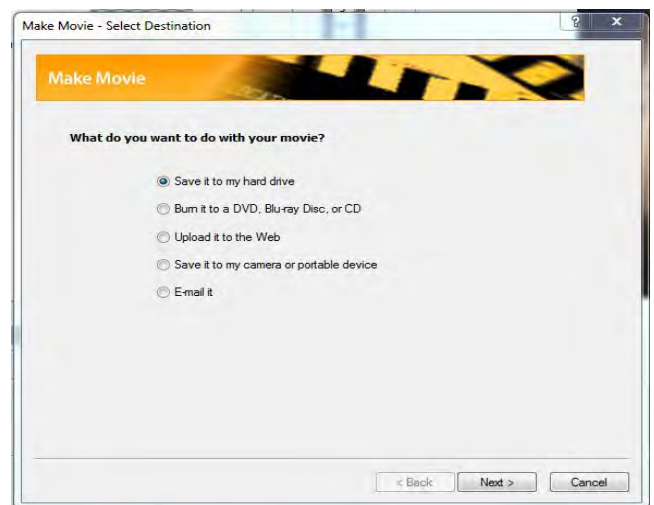 Make Movie - Select Destination
Make Movie
What do you want to do with your movie?
Save it to my hard drive
Burn it to a DVD, Blu-ray Disc, or CD
Upload it to the Web
Save it to my camera or portable device
E-mail it
< Back Next > Cancel